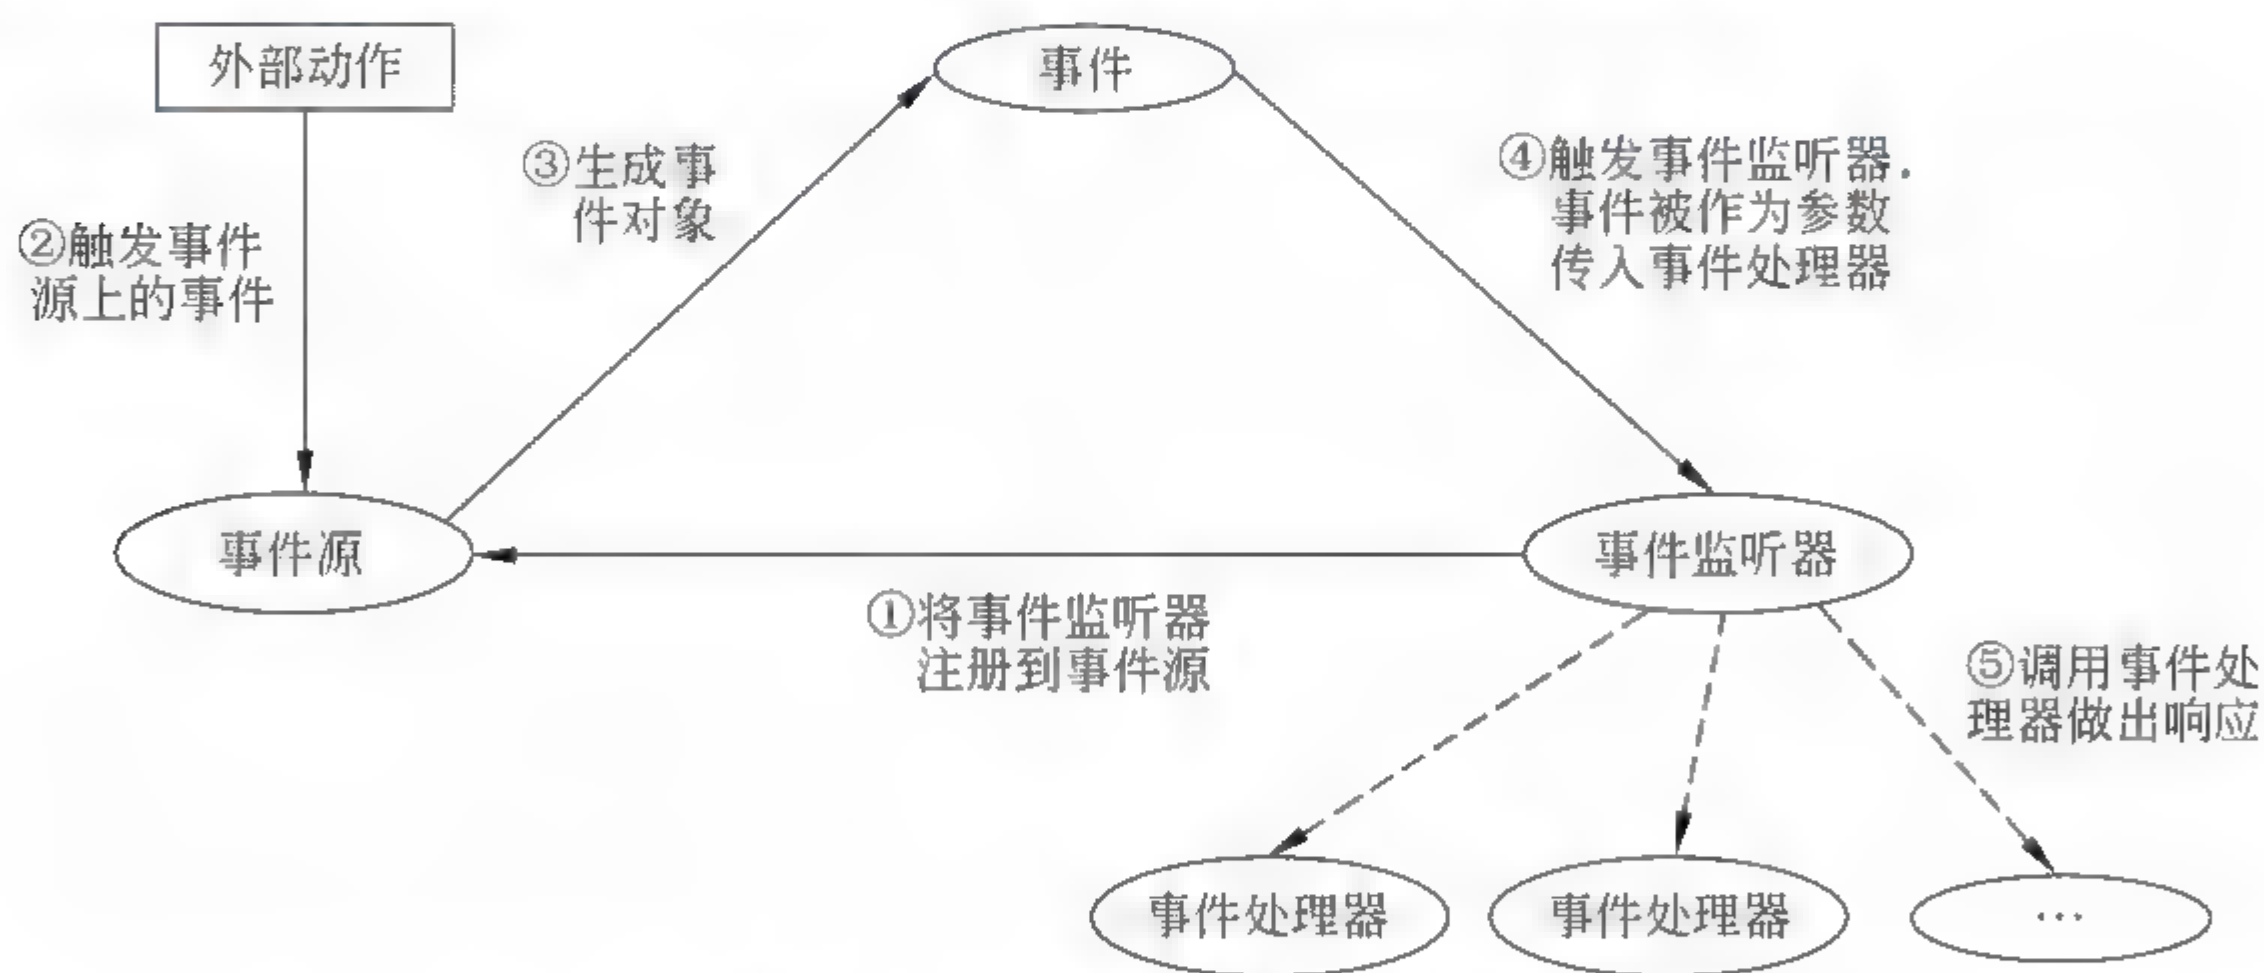 外部动作
事件
③生成事
件对象
④触发事件监听器.
事件被作为参数
传入事件处理器
②触发事件
源上的事件
事件源
事件监听器
①将事件监听器
注册到事件源
⑤调用事件处
理器做出响应
事件处理器
事件处理器
…